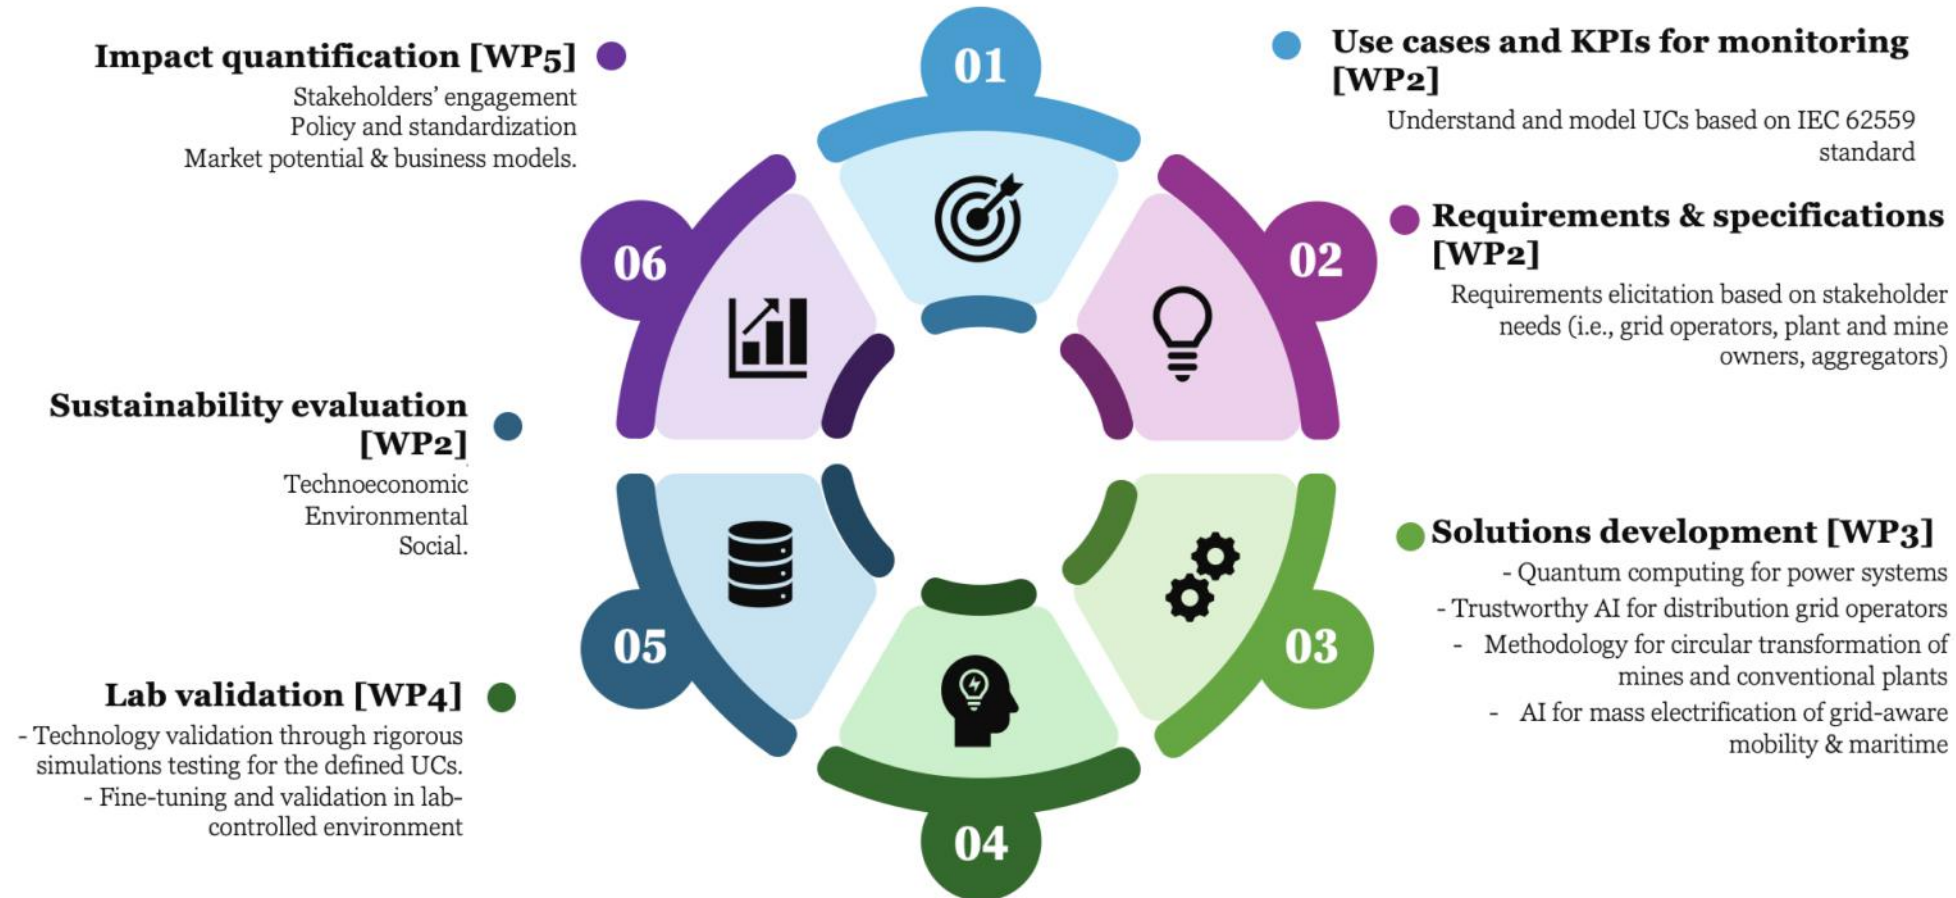 01
Use cases and KPIs for monitoring
[WP2]
Understand and model UCs based on IEC 62559
standard
02
Requirements & specifications
[WP2]
Requirements elicitation based on stakeholder
needs (i.e., grid operators, plant and mine
owners, aggregators)
03
Solutions development [WP3]
- Quantum computing for power systems
- Trustworthy AI for distribution grid operators
- Methodology for circular transformation of
mines and conventional plants
- AI for mass electrification of grid-aware
mobility & maritime
04
Lab validation [WP4]
- Technology validation through rigorous
simulations testing for the defined UCs.
- Fine-tuning and validation in lab-
controlled environment
05
Sustainability evaluation
[WP2]
Technoeconomic
Environmental
Social.
06
Impact quantification [WP5]
Stakeholders’ engagement
Policy and standardization
Market potential & business models.